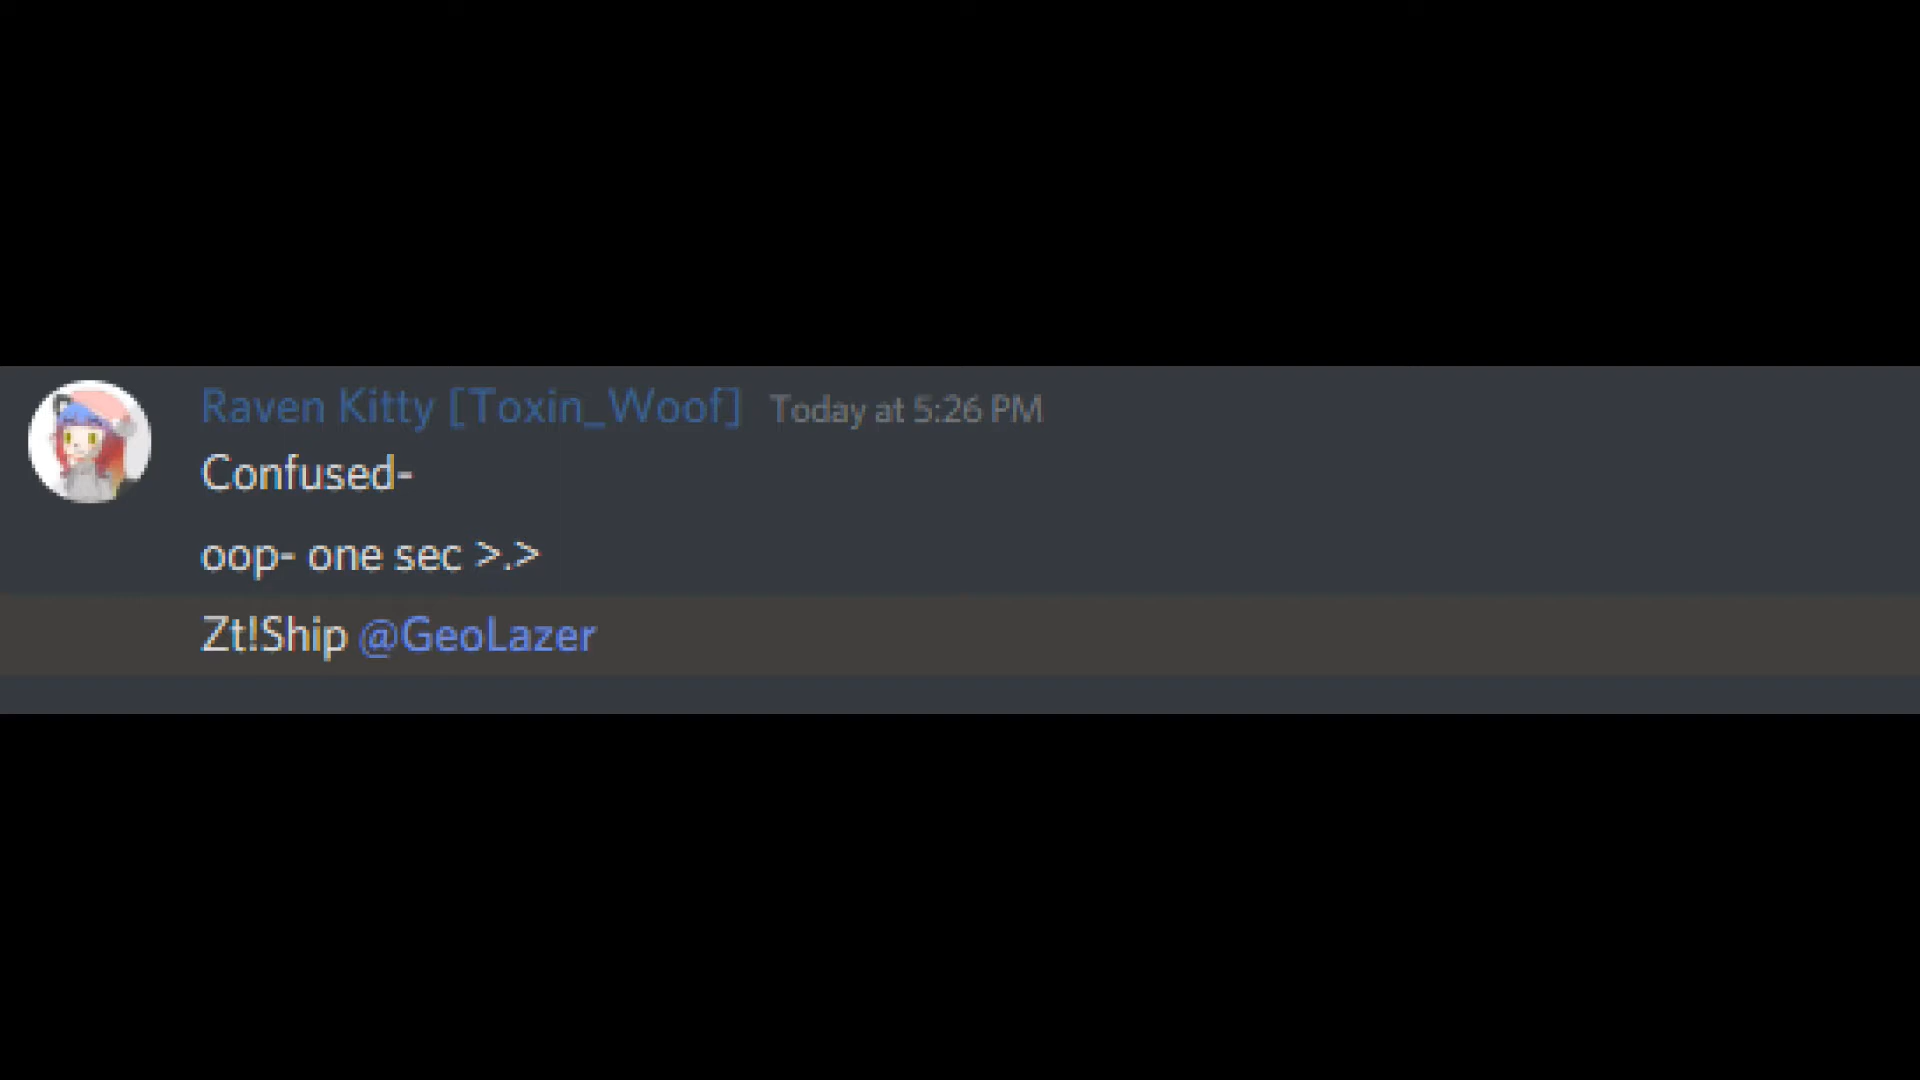 Raven Kitty [Toxin_Woof] Today at 5:26 PM
Confused-
oop- one sec >.>
Zt!Ship @GeoLazer